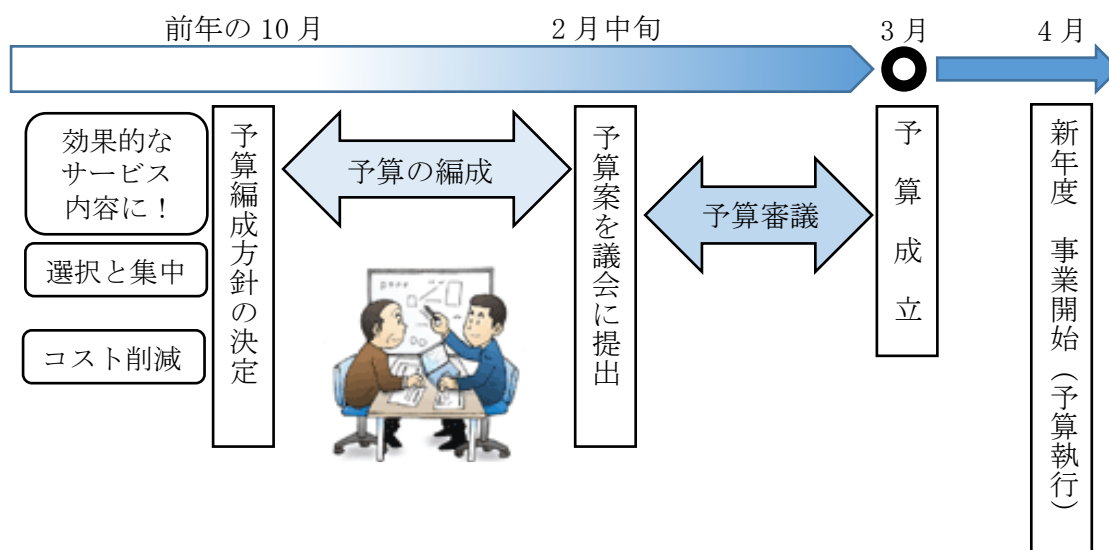 前年の 10 月
2 月中旬
3 月
4 月
効果的な
サービス
内容に！
選択と集中
コスト削減
予算編成方針の決定
予算の編成
予算案を議会に提出
予算審議
予算成立
新年度　事業開始（予算執行）